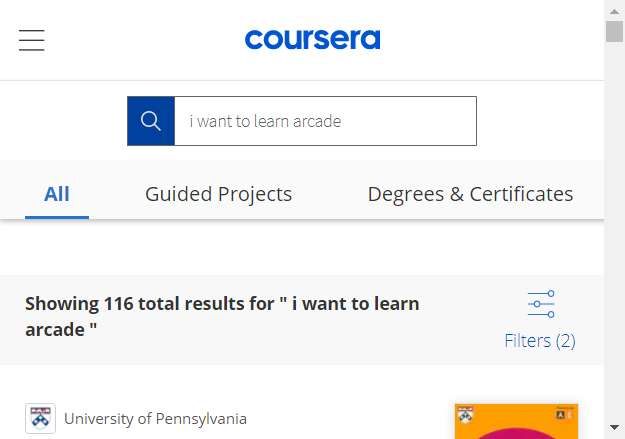 coursera
i want to learn arcade
All Guided Projects Degrees & Certificates
Showing 116 total results for " i want to learn
arcade "
Filters (2)
University of Pennsylvania